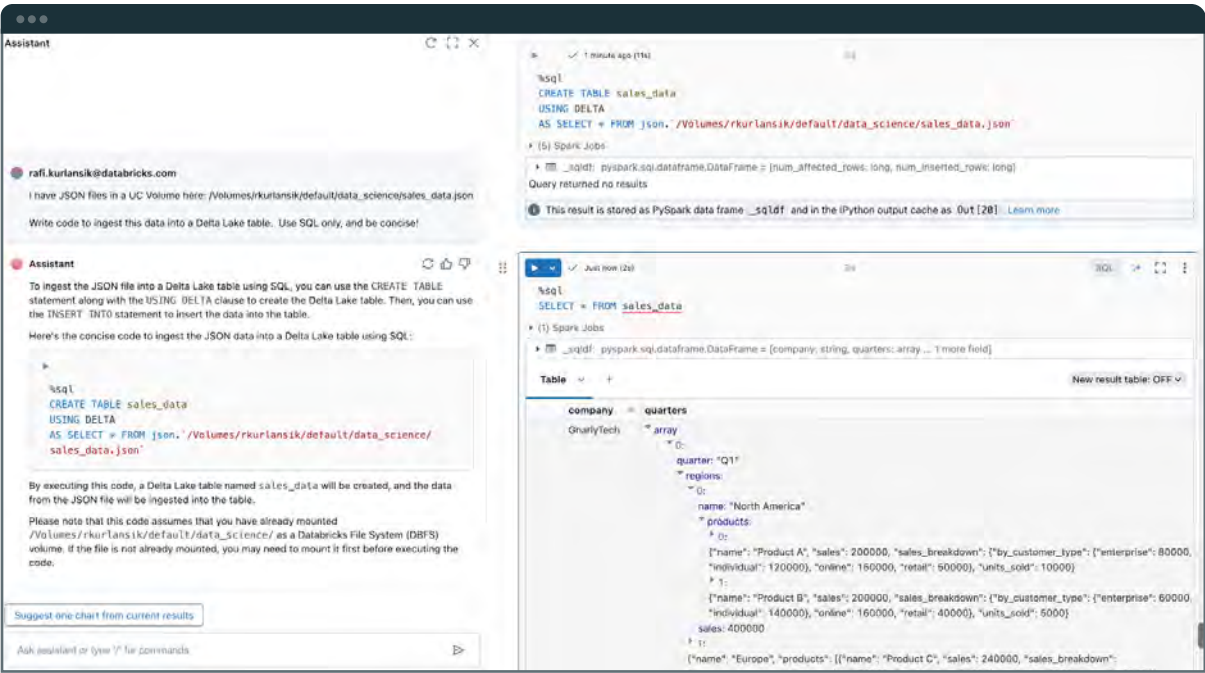 Assistant
rafi.kurlansik@databricks.com
I have JSON files in a UC Volume here: /Volumes/rkurlansik/default/data_science/sales_data.json
Write code to ingest this data into a Delta Lake table. Use SQL only, and be concise!
Assistant
To ingest the JSON file into a Delta Lake table using SQL, you can use the CREATE TABLE
statement along with the USING DELTA clause to create the Delta Lake table. Then, you can use
the INSERT INTO statement to insert the data into the table.
Here's the concise code to ingest the JSON data into a Delta Lake table using SQL:
%sql
CREATE TABLE sales_data
USING DELTA
AS SELECT * FROM json.`/Volumes/rkurlansik/default/data_science/
sales_data.json`
By executing this code, a Delta Lake table named sales_data will be created, and the data
from the JSON file will be ingested into the table.
Please note that this code assumes that you have already mounted
/Volumes/rkurlansik/default/data_science/ as a Databricks File System (DBFS)
volume. If the file is not already mounted, you may need to mount it first before executing the
code.
Suggest one chart from current results
Ask assistant or type '/' for commands
1 minute ago (11s)
%sql
CREATE TABLE sales_data
USING DELTA
AS SELECT * FROM json.`/Volumes/rkurlansik/default/data_science/sales_data.json`
(5) Spark Jobs
_sqldf: pyspark.sql.dataframe.DataFrame = [num_affected_rows: long, num_inserted_rows: long]
Query returned no results
This result is stored as PySpark data frame _sqldf and in the IPython output cache as Out[20] Learn more
Just now (2s)
SQL
%sql
SELECT * FROM sales_data
(1) Spark Jobs
_sqldf: pyspark.sql.dataframe.DataFrame = [company: string, quarters: array ... 1 more field]
Table
+
New result table: OFF
company quarters
GnarlyTech array
0:
quarter: "Q1"
regions:
0:
name: "North America"
products:
0:
{"name": "Product A", "sales": 200000, "sales_breakdown": {"by_customer_type": {"enterprise": 80000,
"individual": 120000}, "online": 150000, "retail": 50000}, "units_sold": 10000}
1:
{"name": "Product B", "sales": 200000, "sales_breakdown": {"by_customer_type": {"enterprise": 60000,
"individual": 140000}, "online": 160000, "retail": 40000}, "units_sold": 5000}
sales: 400000
1:
{"name": "Europe", "products": [{"name": "Product C", "sales": 240000, "sales_breakdown":